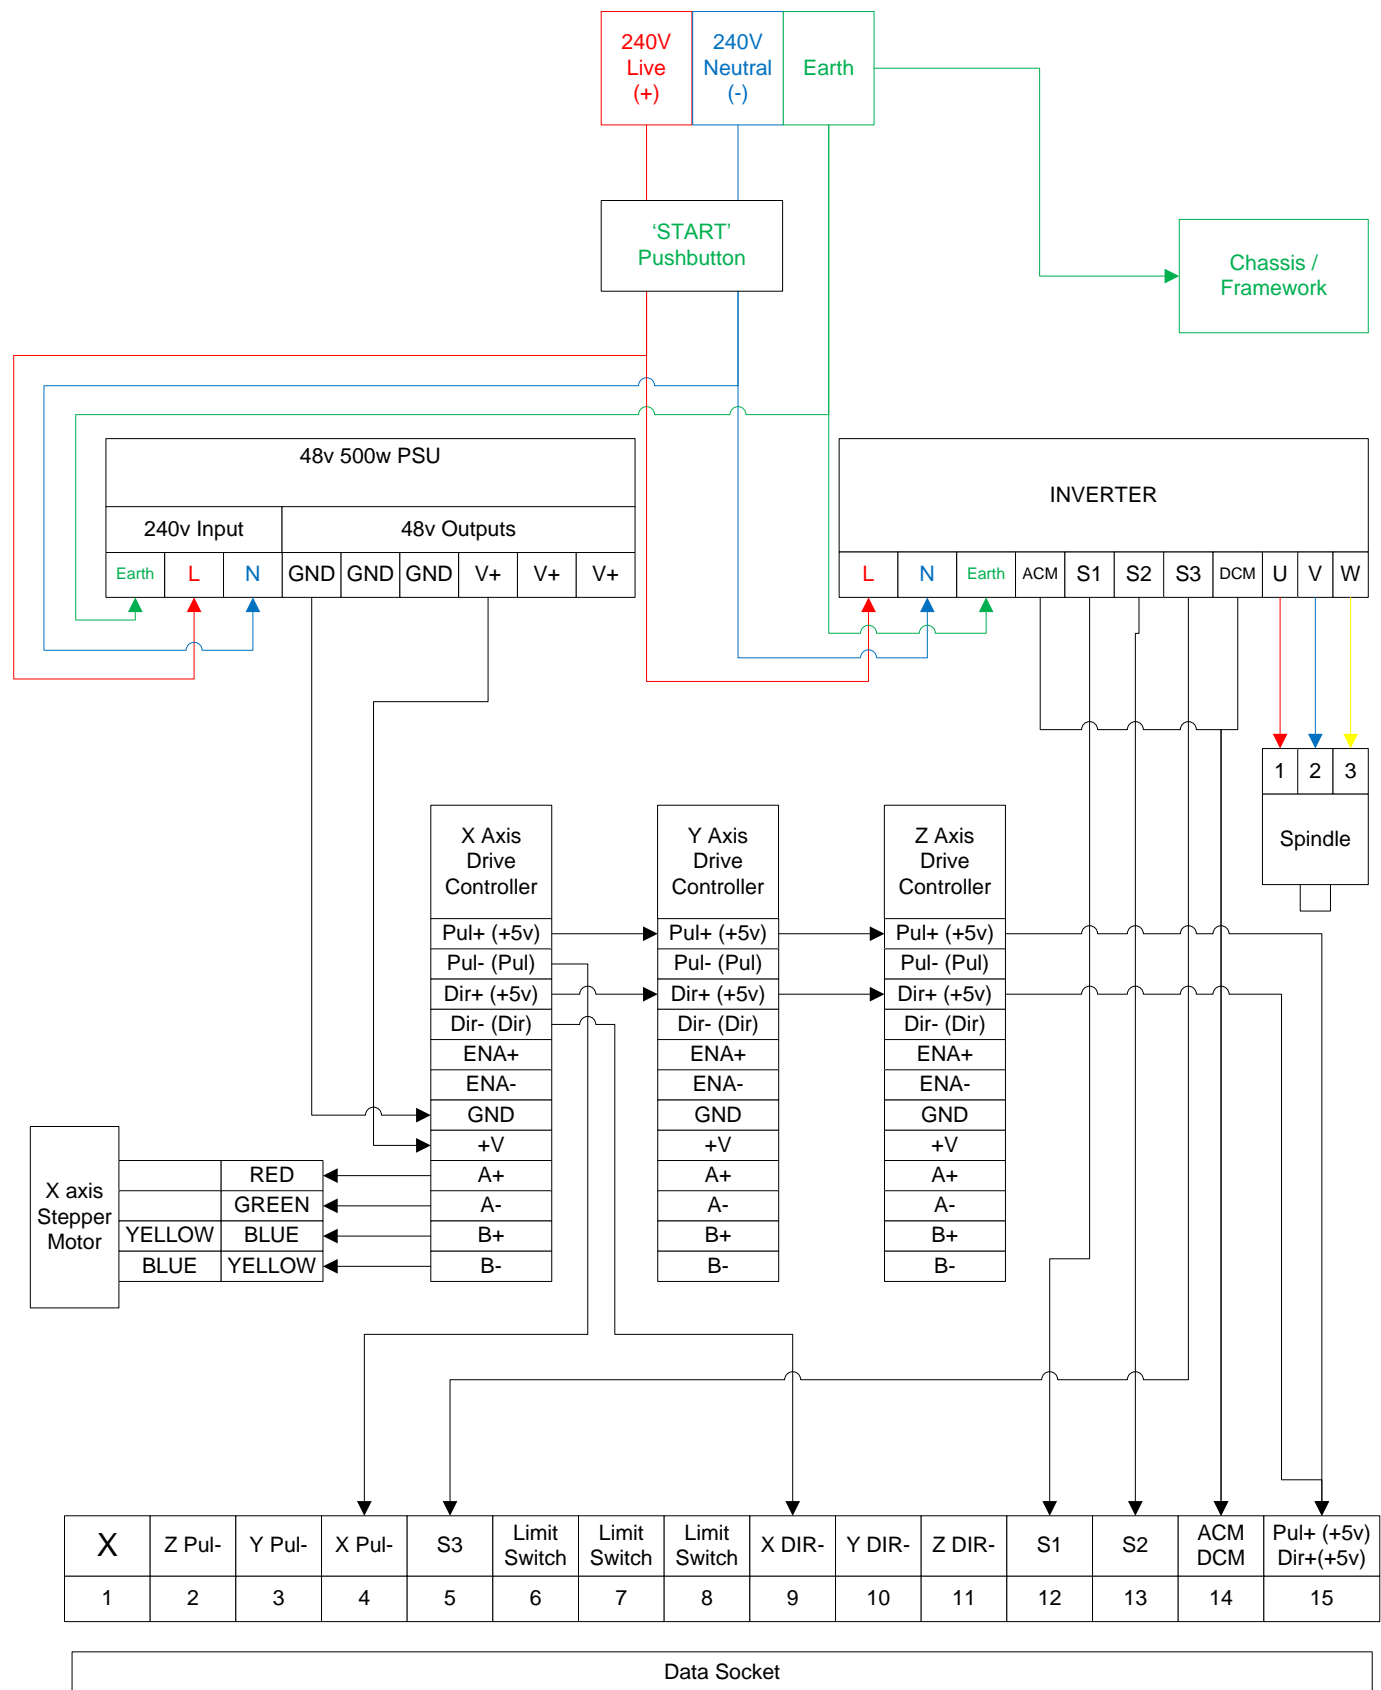 240V
Live
(+)
240V
Neutral
(-)
Earth
‘START’
Pushbutton
Chassis /
Framework
48v 500w PSU
240v Input
48v Outputs
Earth
L
N
GND
GND
GND
V+
V+
V+
INVERTER
L
N
Earth
ACM
S1
S2
S3
DCM
U
V
W
1
2
3
Spindle
X Axis
Drive
Controller
Pul+ (+5v)
Pul- (Pul)
Dir+ (+5v)
Dir- (Dir)
ENA+
ENA-
GND
+V
A+
A-
B+
B-
Y Axis
Drive
Controller
Pul+ (+5v)
Pul- (Pul)
Dir+ (+5v)
Dir- (Dir)
ENA+
ENA-
GND
+V
A+
A-
B+
B-
Z Axis
Drive
Controller
Pul+ (+5v)
Pul- (Pul)
Dir+ (+5v)
Dir- (Dir)
ENA+
ENA-
GND
+V
A+
A-
B+
B-
X axis
Stepper
Motor
RED
GREEN
YELLOW
BLUE
BLUE
YELLOW
X
Z Pul-
Y Pul-
X Pul-
S3
Limit
Switch
Limit
Switch
Limit
Switch
X DIR-
Y DIR-
Z DIR-
S1
S2
ACM
DCM
Pul+ (+5v)
Dir+(+5v)
1
2
3
4
5
6
7
8
9
10
11
12
13
14
15
Data Socket